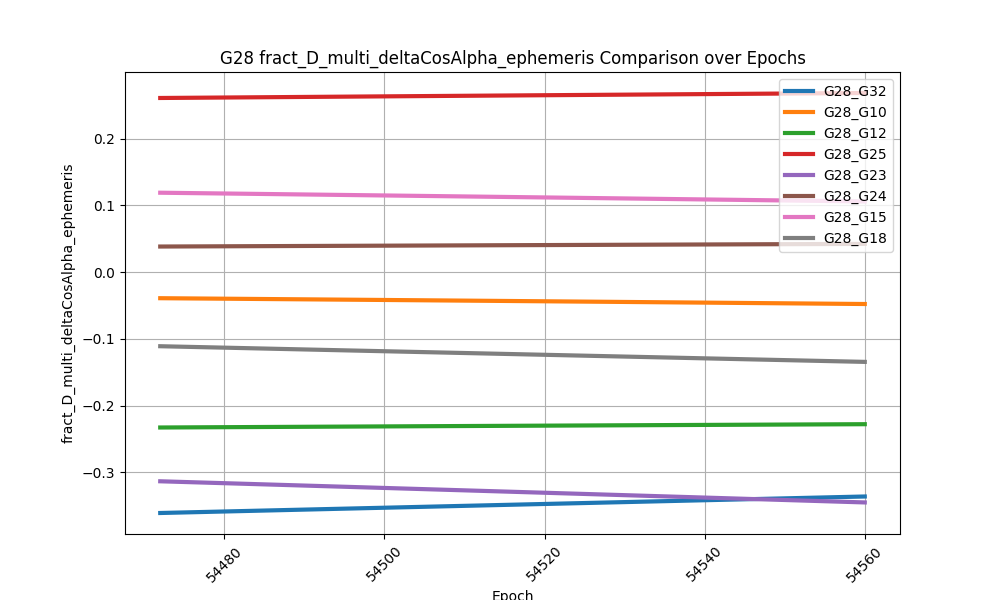 G28 fract_D_multi_deltaCosAlpha_ephemeris Comparison over Epochs
fract_D_multi_deltaCosAlpha_ephemeris
0.2
0.1
0.0
−0.1
−0.2
−0.3
G28_G32
G28_G10
G28_G12
G28_G25
G28_G23
G28_G24
G28_G15
G28_G18
54480
54500
54520
54540
54560
Epoch